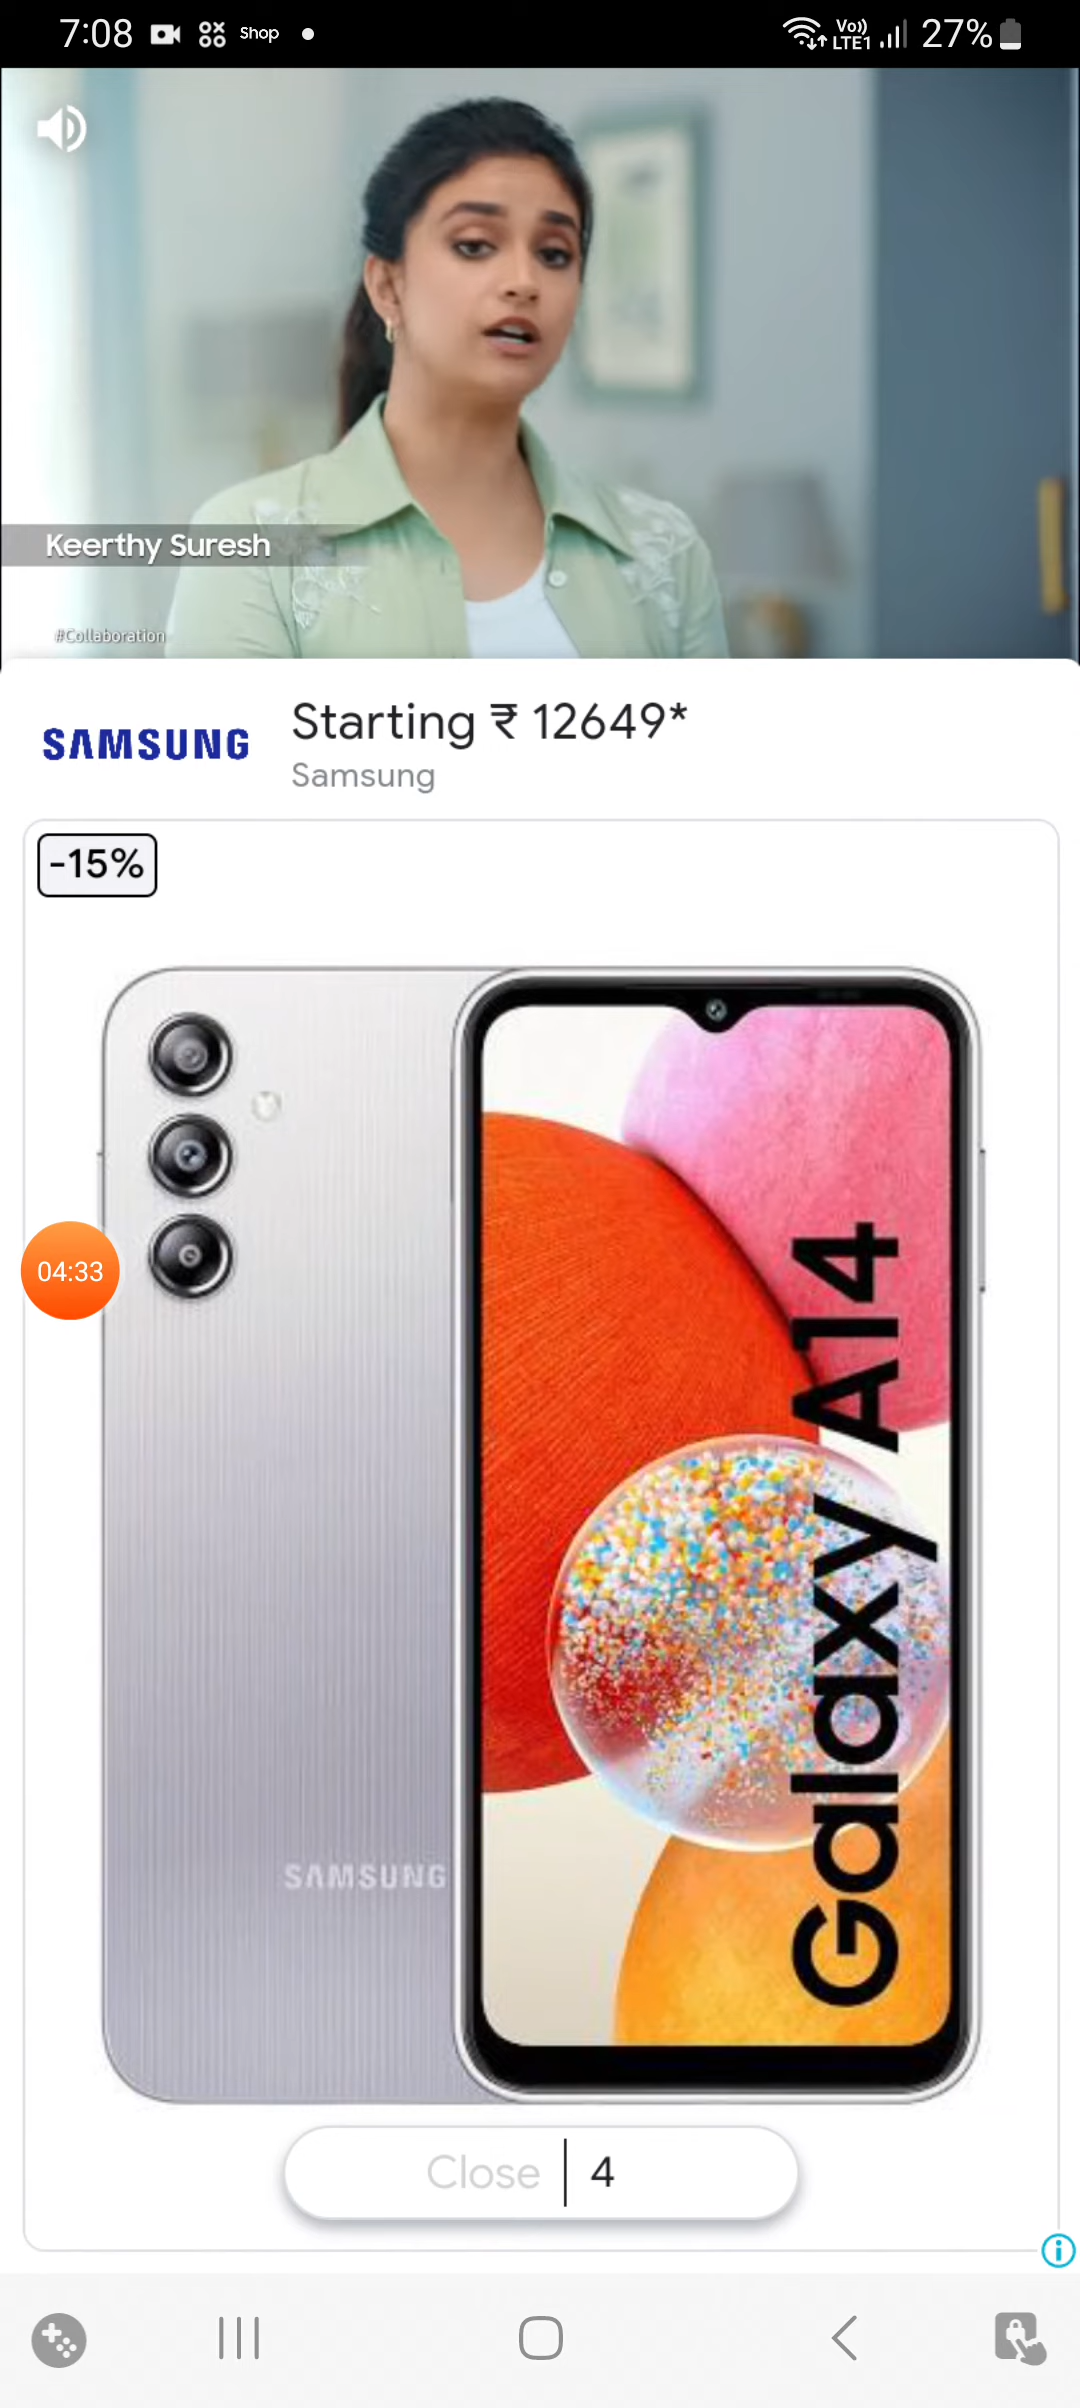 7:08 Shop Vo)) LTE1 27%
Keerthy Suresh
#Collaboration
SAMSUNG
Starting ₹ 12649*
Samsung
-15%
04:33
Galaxy A14
SAMSUNG
Close 4